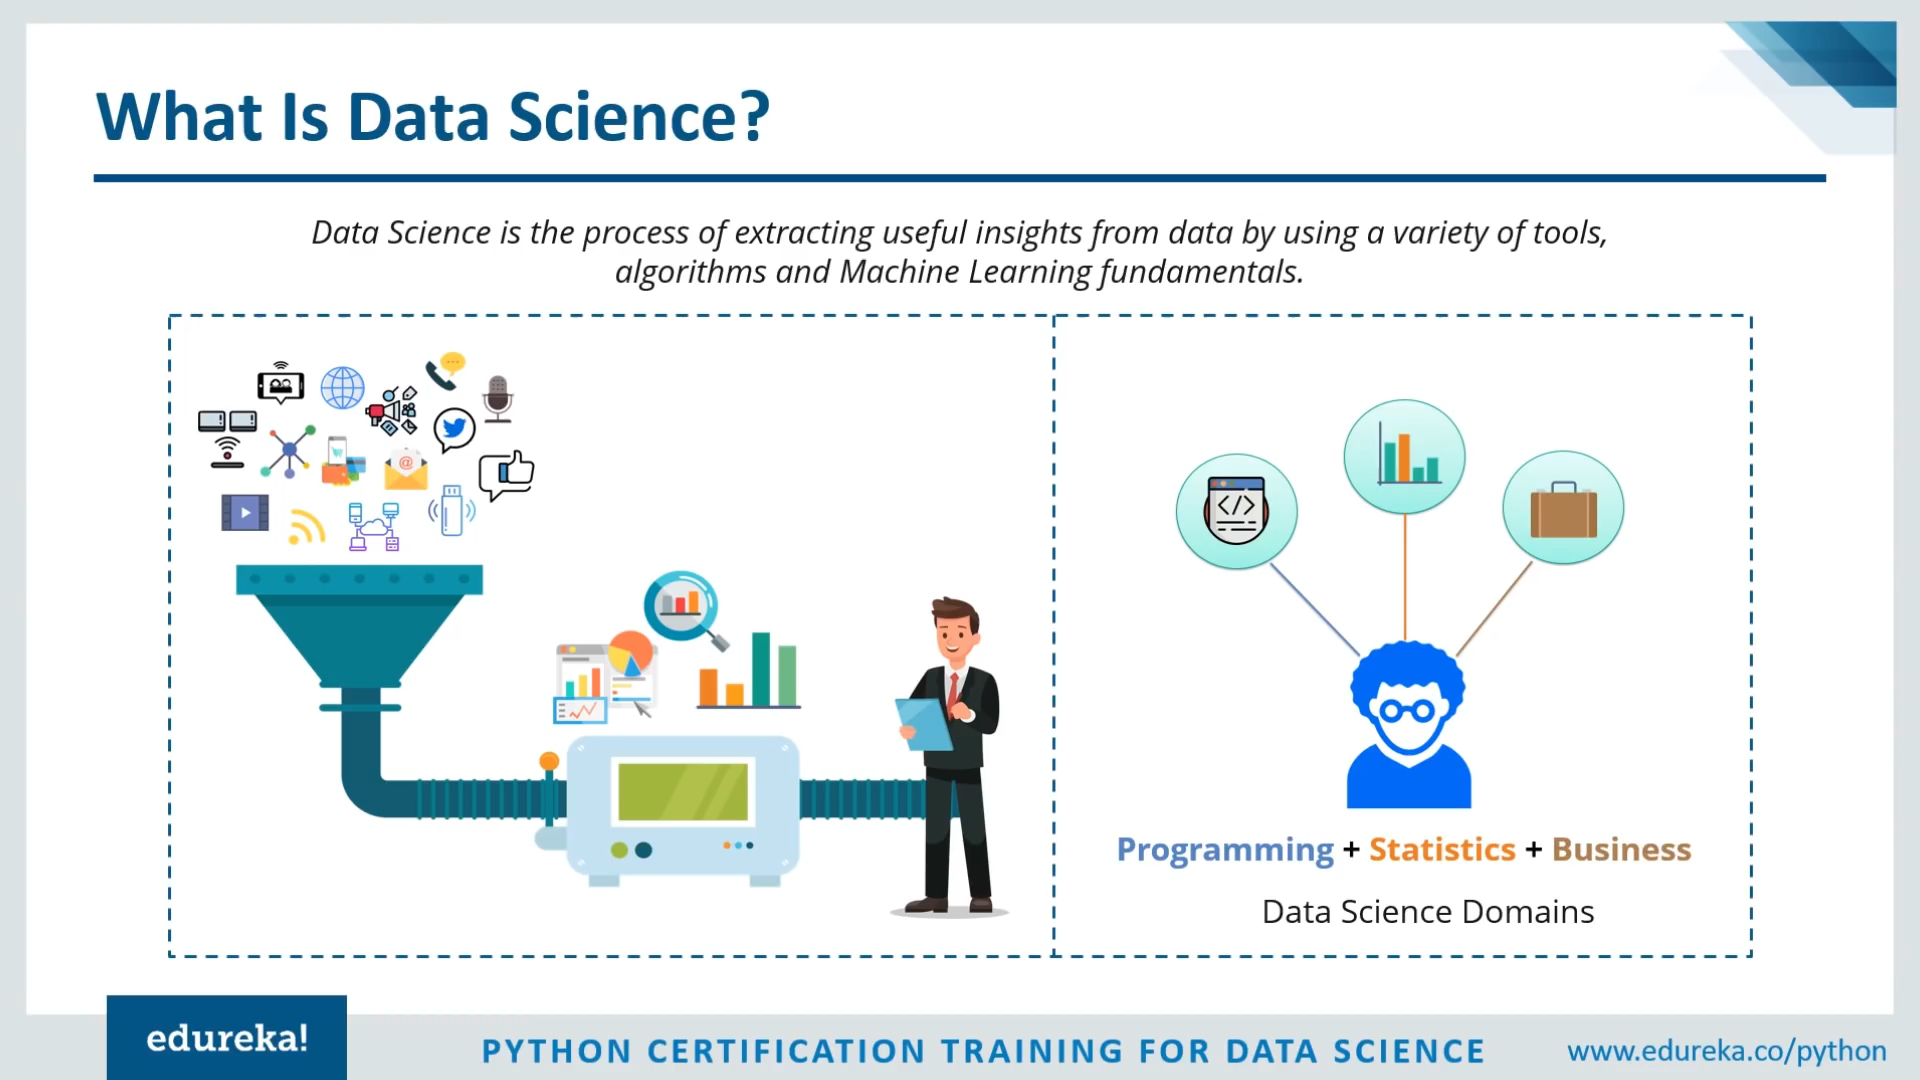 What Is Data Science?
Data Science is the process of extracting useful insights from data by using a variety of tools,
algorithms and Machine Learning fundamentals.
@
</>
Programming + Statistics + Business
Data Science Domains
edureka!
PYTHON CERTIFICATION TRAINING FOR DATA SCIENCE
www.edureka.co/python